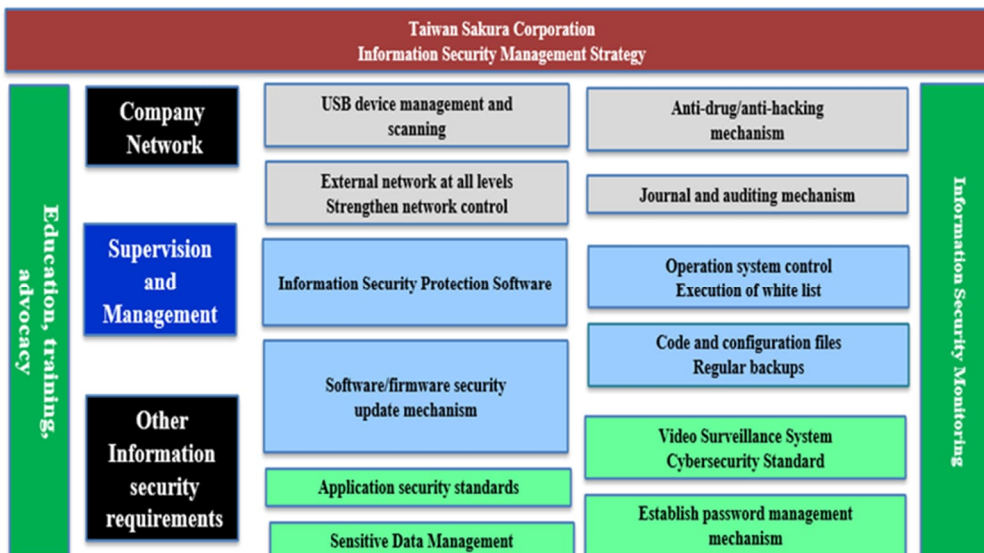 Taiwan Sakura Corporation
Information Security Management Strategy
Education, training,
advocacy
Company
Network
USB device management and
scanning
Anti-drug/anti-hacking
mechanism
External network at all levels
Strengthen network control
Journal and auditing mechanism
Supervision
and
Management
Information Security Protection Software
Operation system control
Execution of white list
Software/firmware security
update mechanism
Code and configuration files
Regular backups
Other
Information
security
requirements
Video Surveillance System
Cybersecurity Standard
Application security standards
Establish password management
mechanism
Sensitive Data Management
Information Security Monitoring